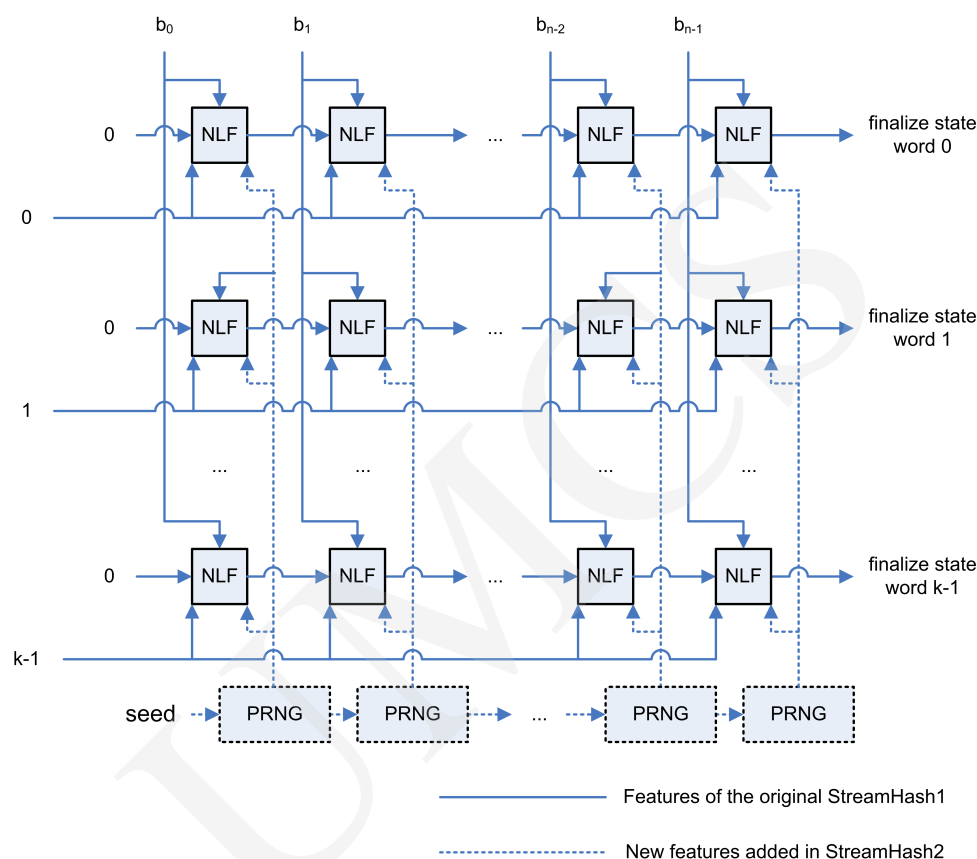 b0 b1 bn-2 bn-1
0 NLF NLF ... NLF NLF finalize state
word 0
0
0 NLF NLF ... NLF NLF finalize state
word 1
1
... ... ... ...
0 NLF NLF ... NLF NLF finalize state
word k-1
k-1
seed PRNG PRNG ... PRNG PRNG
Features of the original StreamHash1
New features added in StreamHash2
UMCS